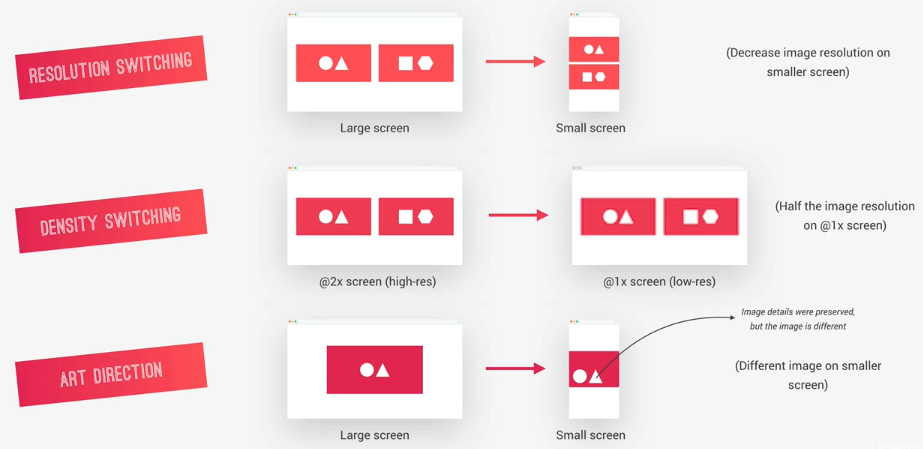 RESOLUTION SWITCHING
Large screen
Small screen
(Decrease image resolution on
smaller screen)
DENSITY SWITCHING
@2x screen (high-res)
@1x screen (low-res)
(Half the image resolution
on @1x screen)
ART DIRECTION
Large screen
Small screen
Image details were preserved,
but the image is different
(Different image on smaller
screen)